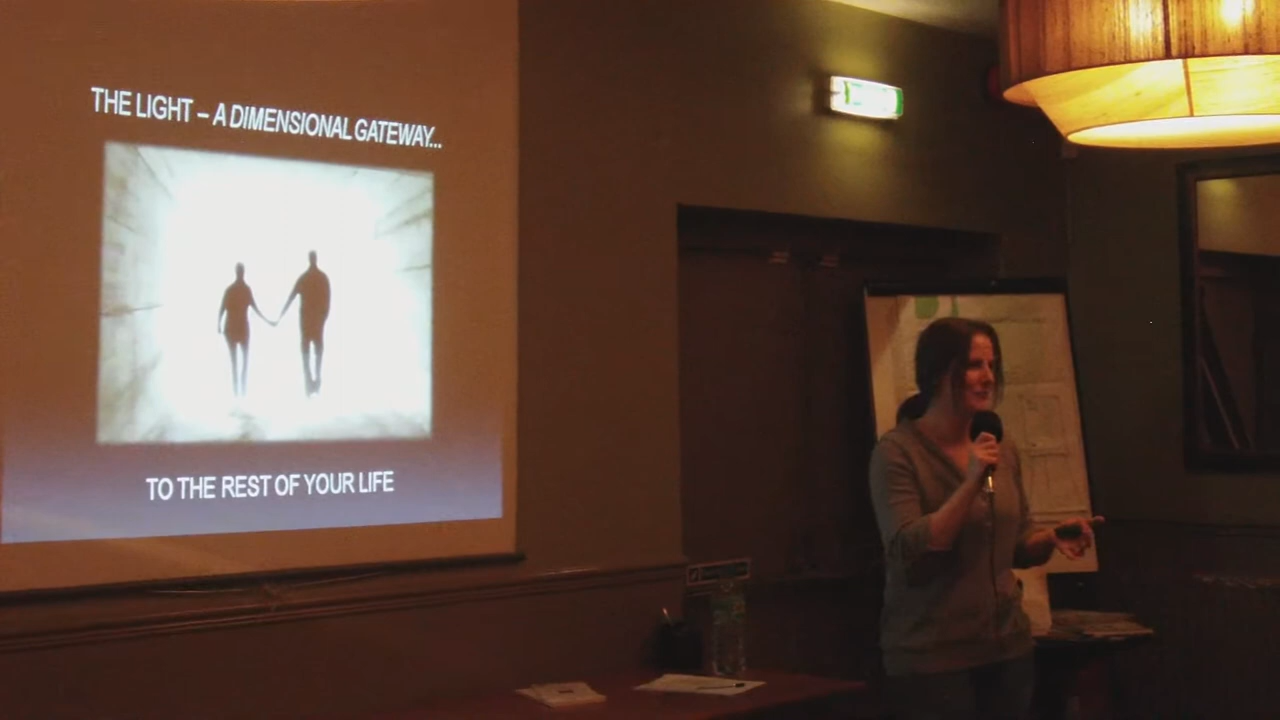 THE LIGHT – A DIMENSIONAL GATEWAY...
TO THE REST OF YOUR LIFE